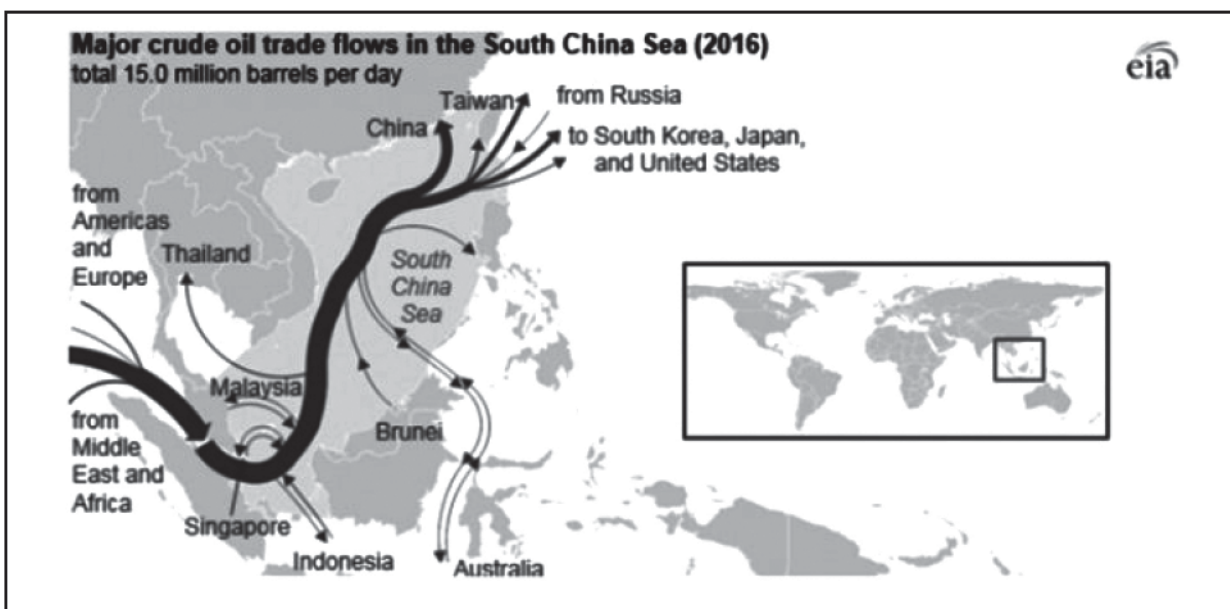 Major crude oil trade flows in the South China Sea (2016)
total 15.0 million barrels per day
eia
Taiwan
from Russia
China
to South Korea, Japan,
and United States
from
Americas
and
Europe
Thailand
South
China
Sea
Malaysia
from
Middle
East and
Africa
Brunei
Singapore
Indonesia
Australia